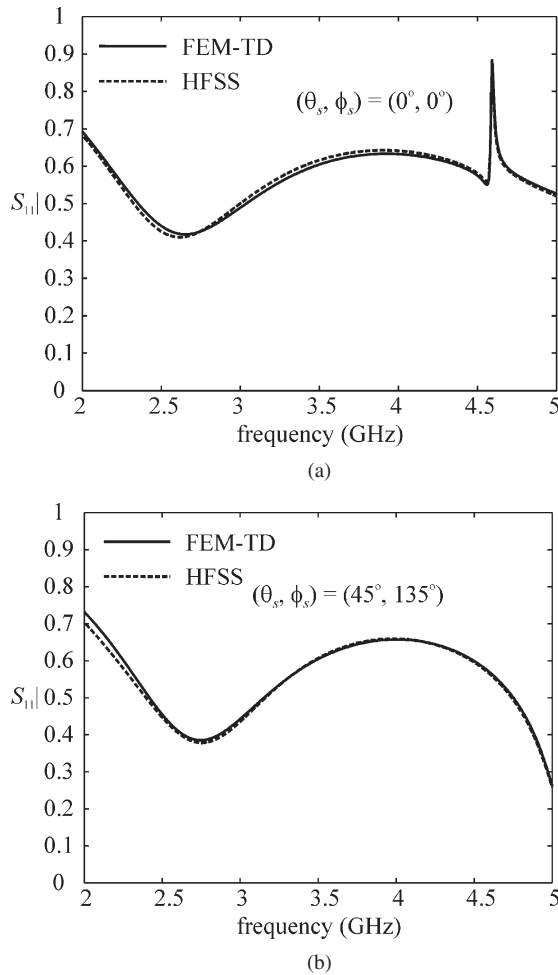 1
0.9
0.8
0.7
0.6
S₁₁|
0.5
0.4
0.3
0.2
0.1
0
FEM-TD
HFSS
(θₛ, ϕₛ) = (0°, 0°)
2 2.5 3 3.5 4 4.5 5
frequency (GHz)
(a)
1
0.9
0.8
0.7
0.6
S₁₁|
0.5
0.4
0.3
0.2
0.1
0
FEM-TD
HFSS
(θₛ, ϕₛ) = (45°, 135°)
2 2.5 3 3.5 4 4.5 5
frequency (GHz)
(b)